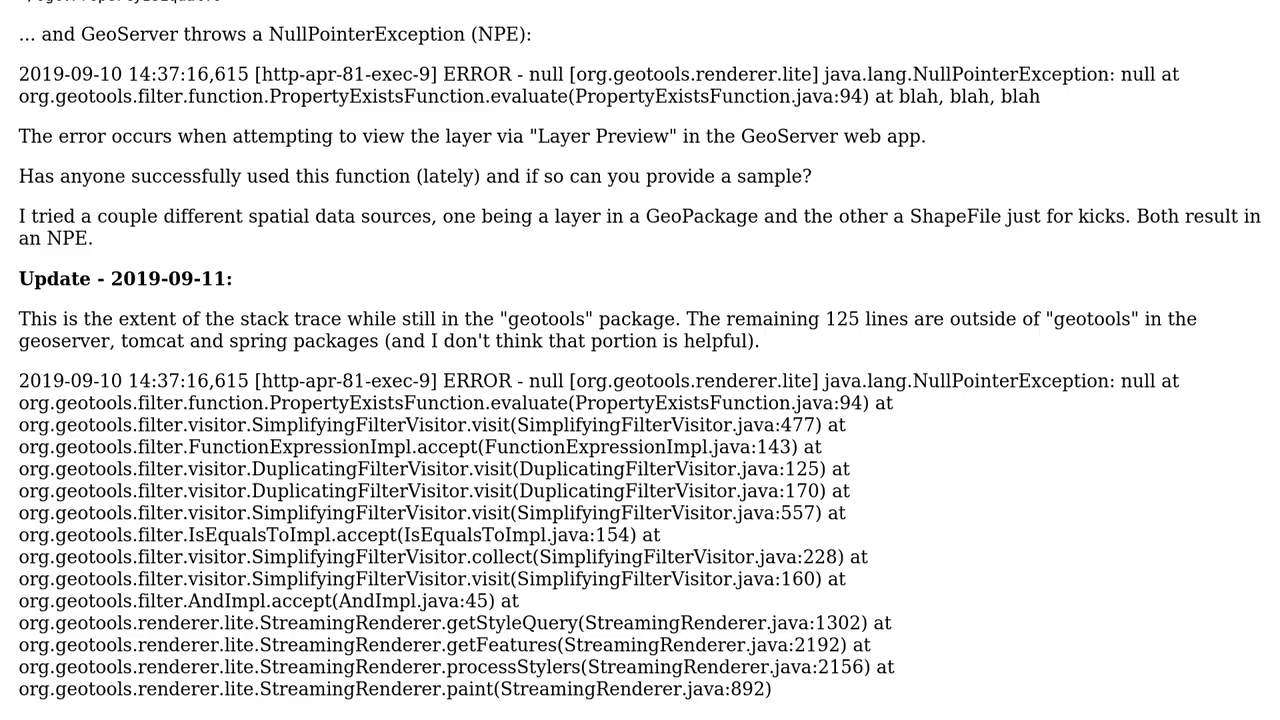 ... and GeoServer throws a NullPointerException (NPE):
2019-09-10 14:37:16,615 [http-apr-81-exec-9] ERROR - null [org.geotools.renderer.lite] java.lang.NullPointerException: null at
org.geotools.filter.function.PropertyExistsFunction.evaluate(PropertyExistsFunction.java:94) at blah, blah, blah
The error occurs when attempting to view the layer via "Layer Preview" in the GeoServer web app.
Has anyone successfully used this function (lately) and if so can you provide a sample?
I tried a couple different spatial data sources, one being a layer in a GeoPackage and the other a ShapeFile just for kicks. Both result in
an NPE.
Update - 2019-09-11:
This is the extent of the stack trace while still in the "geotools" package. The remaining 125 lines are outside of "geotools" in the
geoserver, tomcat and spring packages (and I don't think that portion is helpful).
2019-09-10 14:37:16,615 [http-apr-81-exec-9] ERROR - null [org.geotools.renderer.lite] java.lang.NullPointerException: null at
org.geotools.filter.function.PropertyExistsFunction.evaluate(PropertyExistsFunction.java:94) at
org.geotools.filter.visitor.SimplifyingFilterVisitor.visit(SimplifyingFilterVisitor.java:477) at
org.geotools.filter.FunctionExpressionImpl.accept(FunctionExpressionImpl.java:143) at
org.geotools.filter.visitor.DuplicatingFilterVisitor.visit(DuplicatingFilterVisitor.java:125) at
org.geotools.filter.visitor.DuplicatingFilterVisitor.visit(DuplicatingFilterVisitor.java:170) at
org.geotools.filter.visitor.SimplifyingFilterVisitor.visit(SimplifyingFilterVisitor.java:557) at
org.geotools.filter.IsEqualsToImpl.accept(IsEqualsToImpl.java:154) at
org.geotools.filter.visitor.SimplifyingFilterVisitor.collect(SimplifyingFilterVisitor.java:228) at
org.geotools.filter.visitor.SimplifyingFilterVisitor.visit(SimplifyingFilterVisitor.java:160) at
org.geotools.filter.AndImpl.accept(AndImpl.java:45) at
org.geotools.renderer.lite.StreamingRenderer.getStyleQuery(StreamingRenderer.java:1302) at
org.geotools.renderer.lite.StreamingRenderer.getFeatures(StreamingRenderer.java:2192) at
org.geotools.renderer.lite.StreamingRenderer.processStylers(StreamingRenderer.java:2156) at
org.geotools.renderer.lite.StreamingRenderer.paint(StreamingRenderer.java:892)